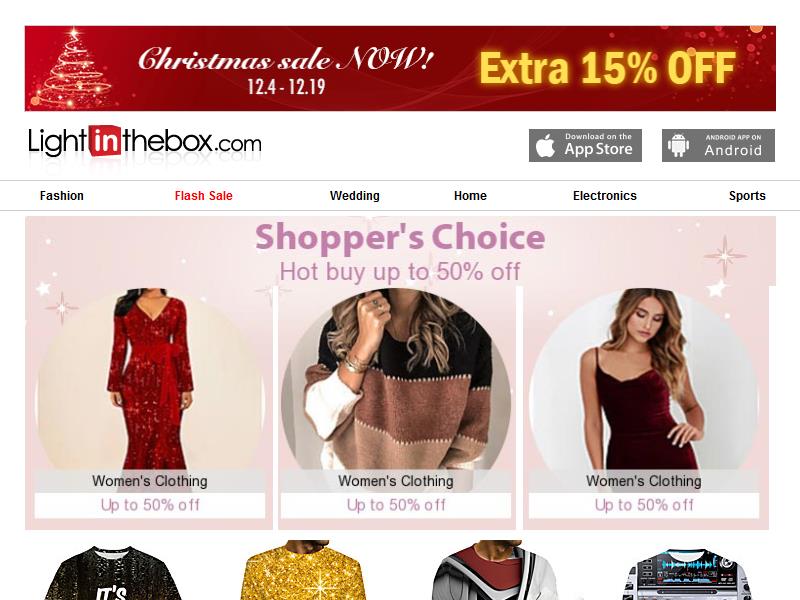 Christmas sale NOW!
12.4 - 12.19
Extra 15% OFF
Lightinthebox.com
Download on the
App Store
ANDROID APP ON
Android
Fashion
Flash Sale
Wedding
Home
Electronics
Sports
Shopper's Choice
Hot buy up to 50% off
Women's Clothing
Up to 50% off
Women's Clothing
Up to 50% off
Women's Clothing
Up to 50% off
IT'S